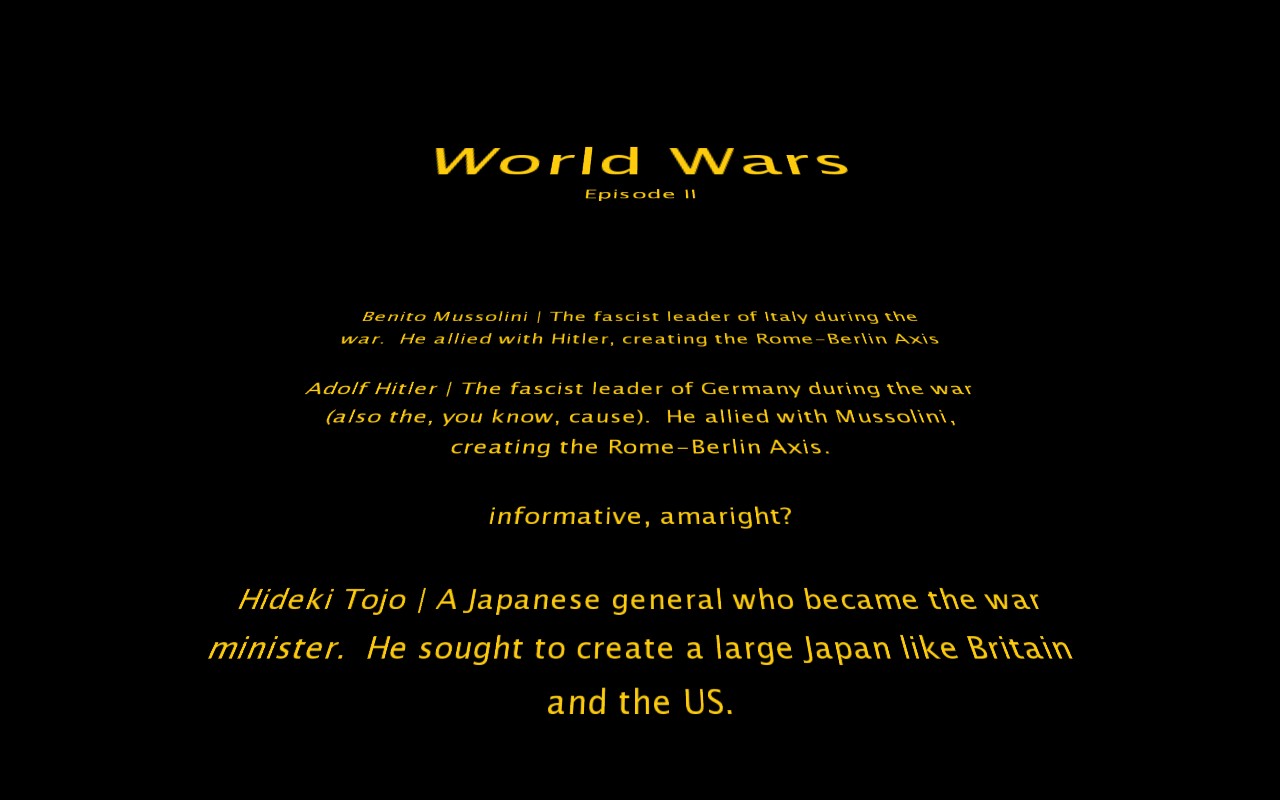 World Wars
Episode II
Benito Mussolini | The fascist leader of Italy during the
war.  He allied with Hitler, creating the Rome-Berlin Axis
Adolf Hitler | The fascist leader of Germany during the war
(also the, you know, cause).  He allied with Mussolini,
creating the Rome-Berlin Axis.
informative, amaright?
Hideki Tojo | A Japanese general who became the war
minister.  He sought to create a large Japan like Britain
and the US.